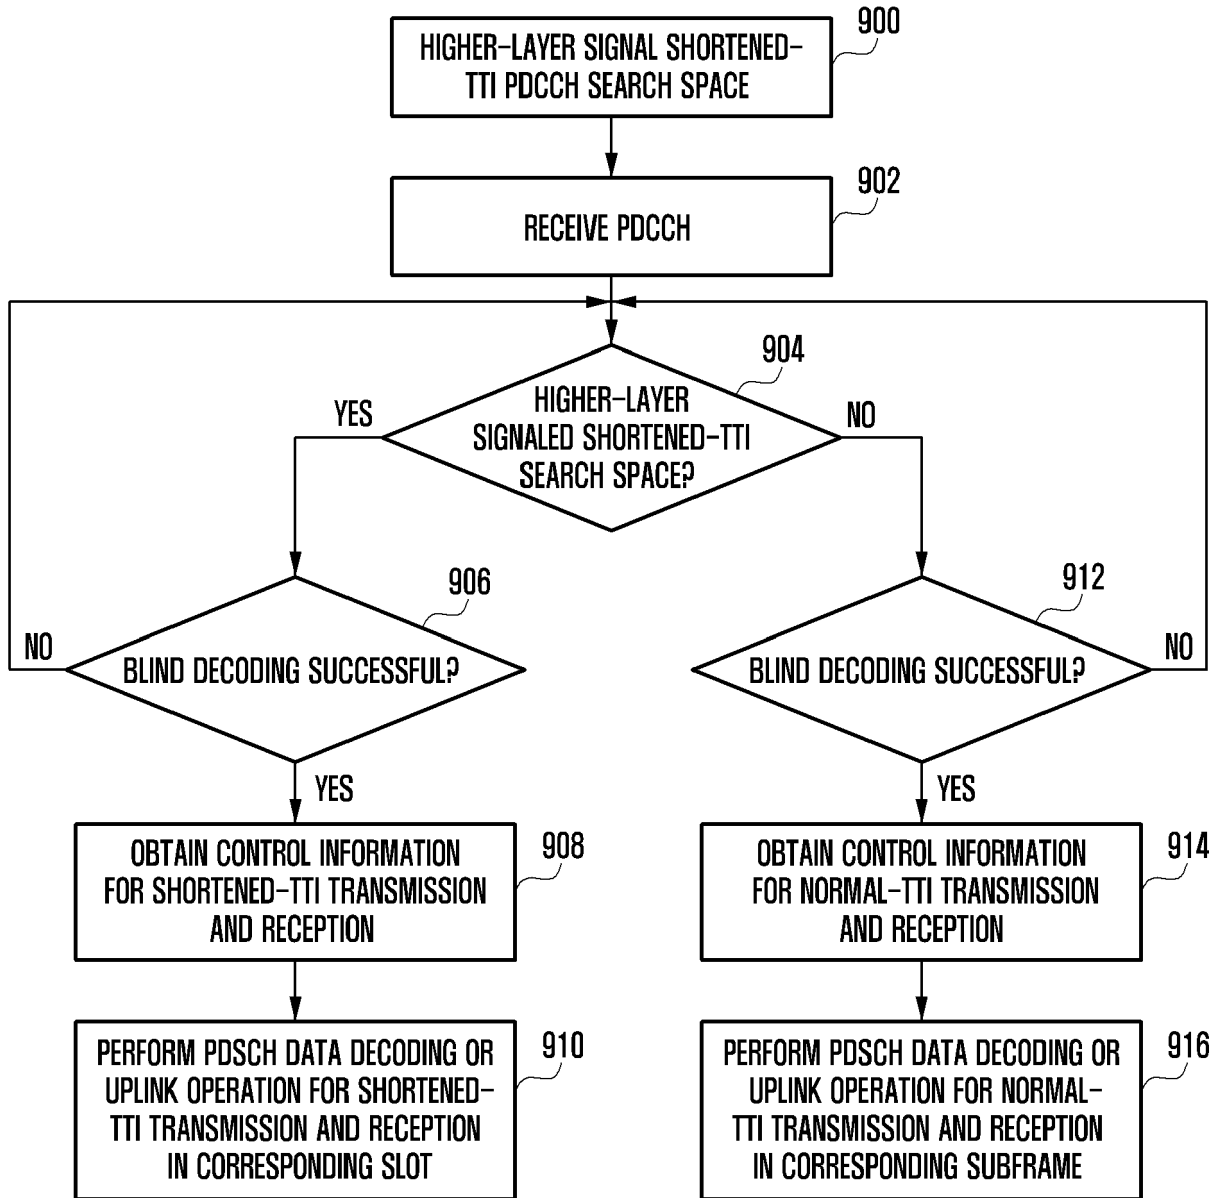 900
HIGHER-LAYER SIGNAL SHORTENED-
TTI PDCCH SEARCH SPACE
902
RECEIVE PDCCH
904
HIGHER-LAYER
SIGNALED SHORTENED-TTI
SEARCH SPACE?
YES
NO
906
BLIND DECODING SUCCESSFUL?
NO
YES
912
BLIND DECODING SUCCESSFUL?
NO
YES
908
OBTAIN CONTROL INFORMATION
FOR SHORTENED-TTI TRANSMISSION
AND RECEPTION
914
OBTAIN CONTROL INFORMATION
FOR NORMAL-TTI TRANSMISSION
AND RECEPTION
910
PERFORM PDSCH DATA DECODING OR
UPLINK OPERATION FOR SHORTENED-
TTI TRANSMISSION AND RECEPTION
IN CORRESPONDING SLOT
916
PERFORM PDSCH DATA DECODING OR
UPLINK OPERATION FOR NORMAL-
TTI TRANSMISSION AND RECEPTION
IN CORRESPONDING SUBFRAME